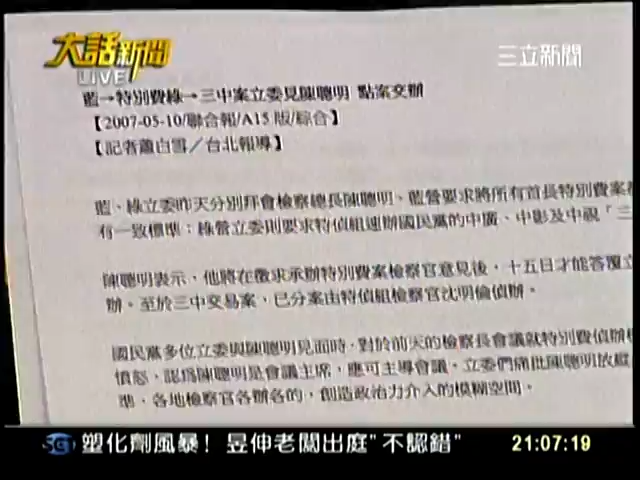 大話新聞
LIVE
三立新聞
藍→特別費綠→三中案立委見陳聰明 點案交辦
【2007-05-10/聯合報/A15 版/綜合】
【記者蕭白雪／台北報導】
藍、綠立委昨天分別拜會檢察總長陳聰明、藍營要求將所有首長特別費案
有一致標準；綠營立委則要求特偵組速辦國民黨的中廣、中影及中視「三
陳聰明表示，他將在徵求承辦特別費案檢察官意見後，十五日才能答覆立
辦。至於三中交易案，已分案由特偵組檢察官沈明倫偵辦。
國民黨多位立委與陳聰明見面時，對於前天的檢察長會議就特別費偵辦
憤怒、認為陳聰明是會議主席，應可主導會議。立委們痛批陳聰明放縱
準，各地檢察官各辦各的，創造政治力介入的模糊空間。
SG 塑化劑風暴！ 昱伸老闆出庭"不認錯" 21:07:19